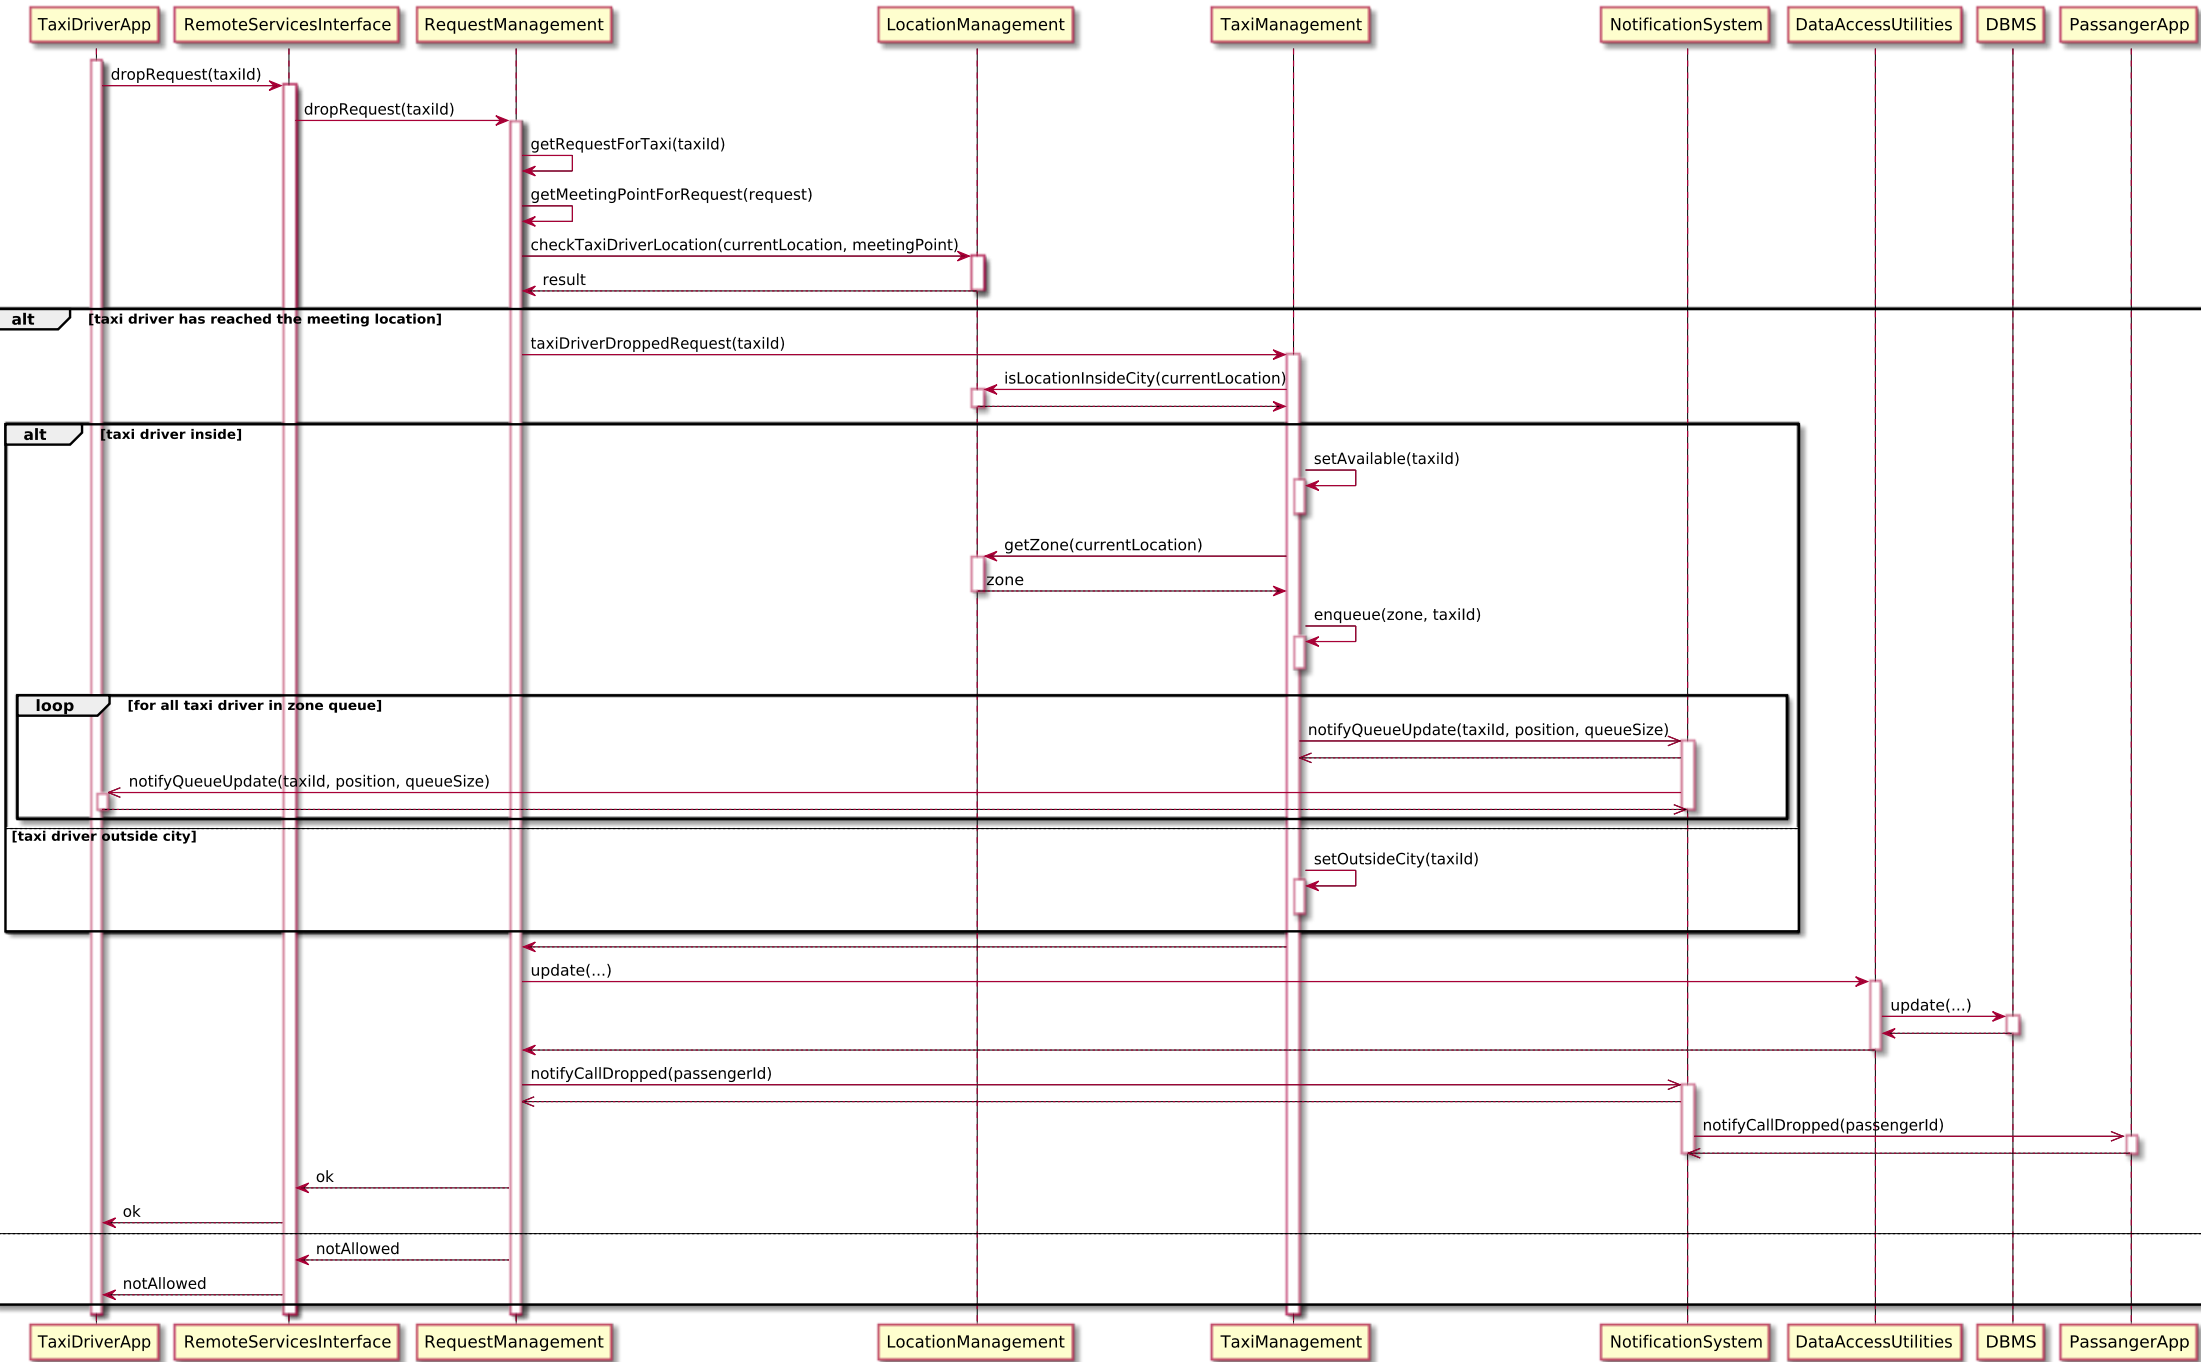 TaxiDriverApp RemoteServicesInterface RequestManagement LocationManagement TaxiManagement NotificationSystem DataAccessUtilities DBMS PassangerApp
dropRequest(taxiId)
dropRequest(taxiId)
getRequestForTaxi(taxiId)
getMeetingPointForRequest(request)
checkTaxiDriverLocation(currentLocation, meetingPoint)
result
alt [taxi driver has reached the meeting location]
taxiDriverDroppedRequest(taxiId)
isLocationInsideCity(currentLocation)
alt [taxi driver inside]
setAvailable(taxiId)
getZone(currentLocation)
zone
enqueue(zone, taxiId)
loop [for all taxi driver in zone queue]
notifyQueueUpdate(taxiId, position, queueSize)
notifyQueueUpdate(taxiId, position, queueSize)
[taxi driver outside city]
setOutsideCity(taxiId)
update(...)
update(...)
notifyCallDropped(passengerId)
notifyCallDropped(passengerId)
ok
ok
notAllowed
notAllowed
TaxiDriverApp RemoteServicesInterface RequestManagement LocationManagement TaxiManagement NotificationSystem DataAccessUtilities DBMS PassangerApp